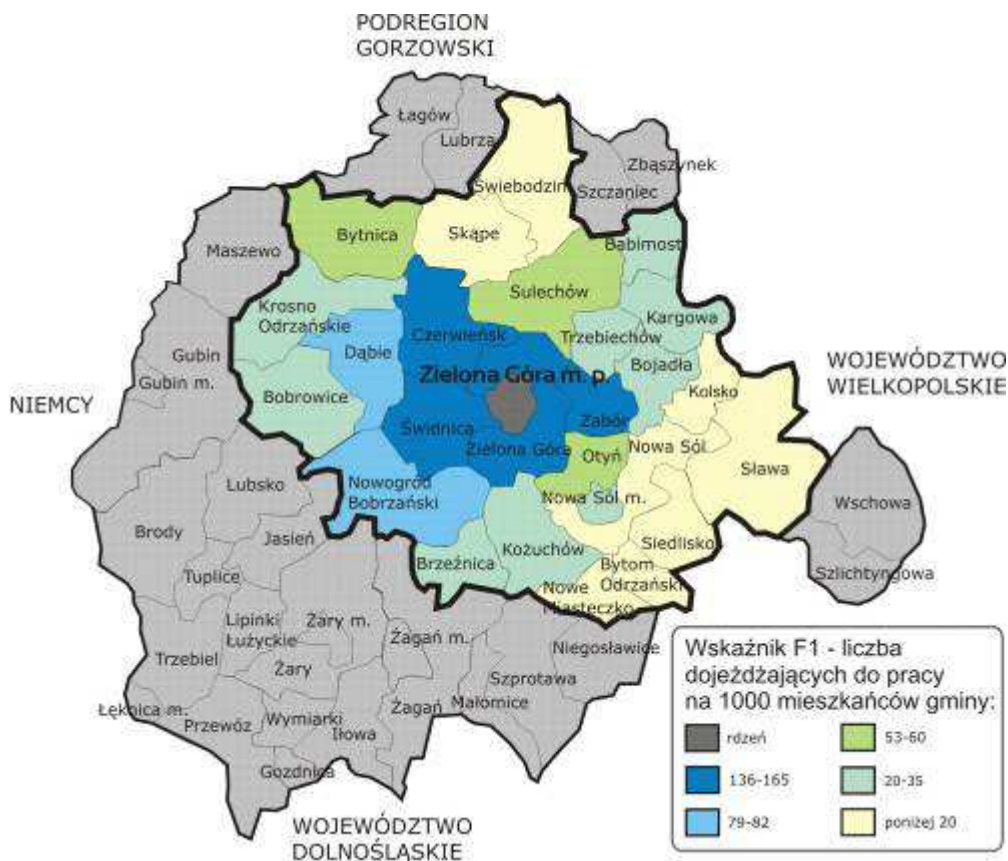 PODREGION
GORZOWSKI
Łagów
Lubrza
Zbąszynek
Szczaniec
Świebodzin
Skąpe
Bytnica
Babimost
Maszewo
Sulechów
Krosno
Odrzańskie
Kargowa
Czerwieńsk
Trzebiechów
Dąbie
Gubin
Bojadła
WOJEWÓDZTWO
WIELKOPOLSKIE
Zielona Góra m. p.
Gubin m.
Kolsko
NIEMCY
Bobrowice
Zabór
Świdnica
Zielona Góra
Otyń
Nowa Sól
Sława
Lubsko
Nowogród
Bobrzański
Nowa Sól m.
Wschowa
Brody
Jasień
Siedlisko
Brzeźnica
Kożuchów
Bytom
Odrzański
Tuplice
Nowe
Miasteczko
Szlichtyngowa
Lipinki
Łużyckie
Żary m.
Żagań m.
Niegosławice
Trzebiel
Żary
Szprotawa
Łęknica m.
Przewóz
Wymiarki
Iłowa
Żagań
Małomice
Gozdnica
WOJEWÓDZTWO
DOLNOŚLĄSKIE
Wskaźnik F1 - liczba
dojeżdżających do pracy
na 1000 mieszkańców gminy:
rdzeń
53-60
136-165
20-35
79-82
poniżej 20